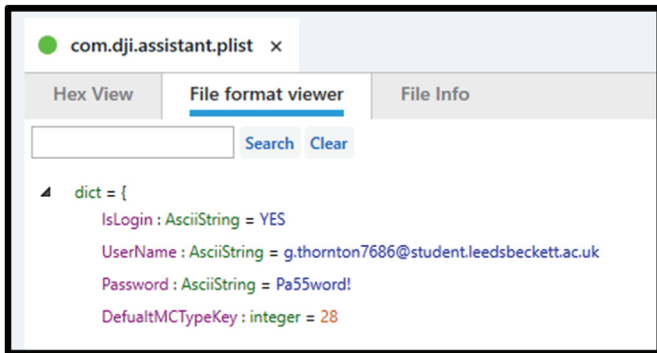 com.dji.assistant.plist ×
Hex View File format viewer File Info
Search Clear
dict = {
IsLogin : AsciiString = YES
UserName : AsciiString = g.thornton7686@student.leedsbeckett.ac.uk
Password : AsciiString = Pa55word!
DefualtMCTypeKey : integer = 28